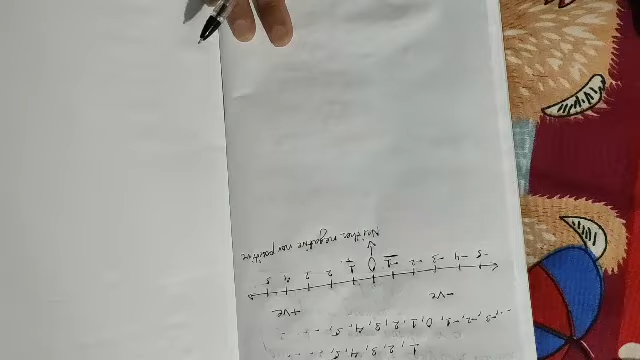 1, 2, 3, 4, 5, ...
..., -3, -2, -1, 0, 1, 2, 3, 4, 5, ...
-ve +ve
-5 -4 -3 -2 -1 0 1 2 3 4 5
Neither negative nor positive